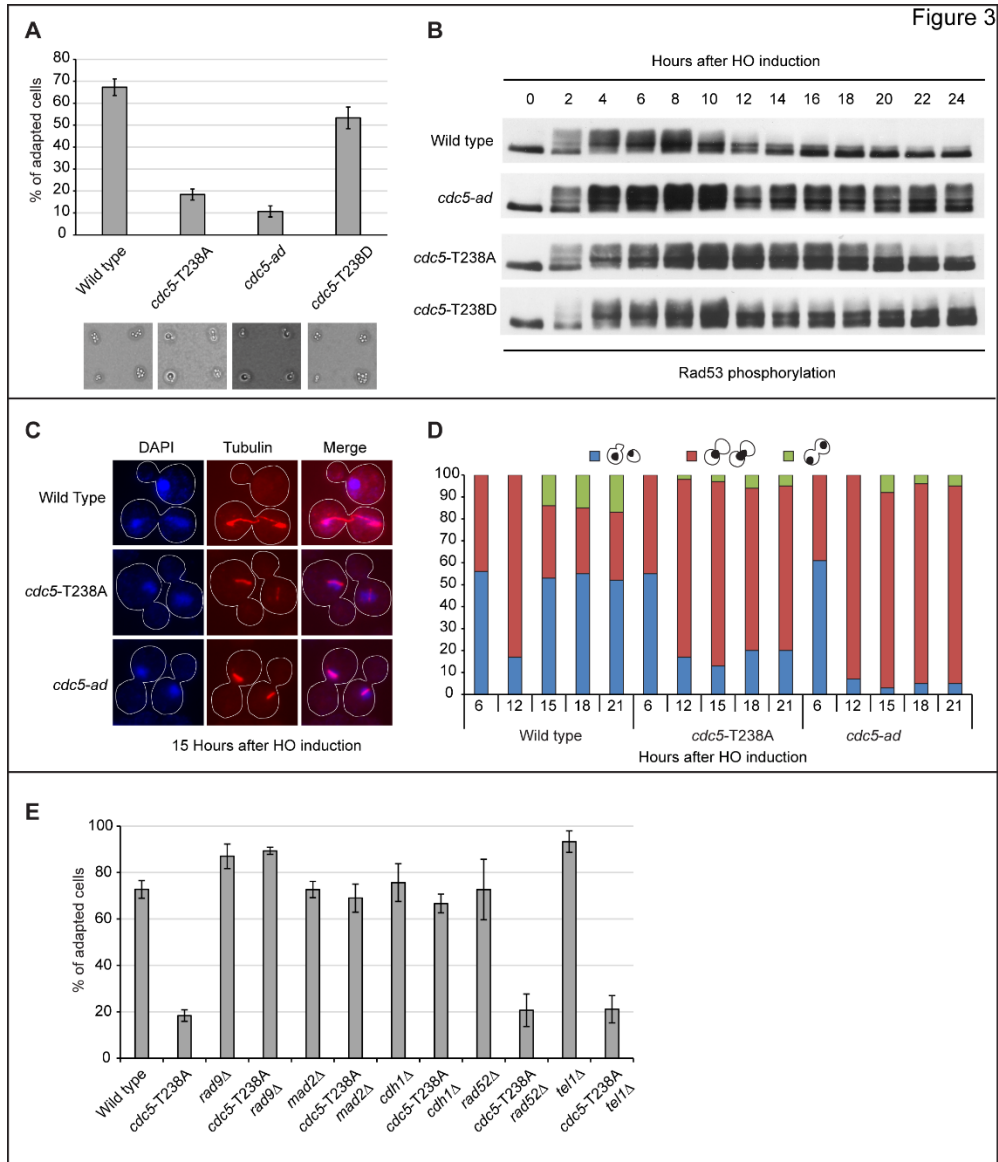 Figure 3
A
% of adapted cells
80
70
60
50
40
30
20
10
0
Wild type
cdc5-T238A
cdc5-ad
cdc5-T238D
B
Hours after HO induction
0 2 4 6 8 10 12 14 16 18 20 22 24
Wild type
cdc5-ad
cdc5-T238A
cdc5-T238D
Rad53 phosphorylation
C
DAPI Tubulin Merge
Wild Type
cdc5-T238A
cdc5-ad
15 Hours after HO induction
D
100
90
80
70
60
50
40
30
20
10
0
6 12 15 18 21 6 12 15 18 21 6 12 15 18 21
Wild type cdc5-T238A cdc5-ad
Hours after HO induction
E
% of adapted cells
100
80
60
40
20
0
Wild type
cdc5-T238A
rad9Δ
cdc5-T238A
rad9Δ
mad2Δ
cdc5-T238A
mad2Δ
cdh1Δ
cdc5-T238A
cdh1Δ
rad52Δ
cdc5-T238A
rad52Δ
tel1Δ
cdc5-T238A
tel1Δ